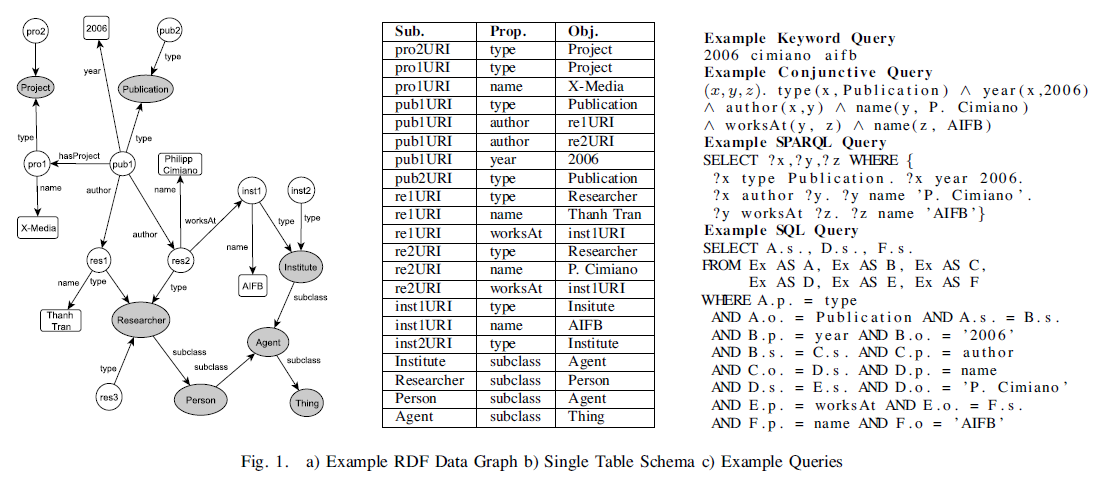 pro2
2006
pub2
type
year
type
Project
Publication
type
type
hasProject
pro1
pub1
Philipp
Cimiano
name
author
name
inst1
inst2
X-Media
worksAt
author
type
type
name
res1
res2
Institute
name
type
type
AIFB
Thanh
Tran
Researcher
subclass
Agent
subclass
subclass
subclass
type
res3
Person
Thing
Sub. Prop. Obj.
pro2URI type Project
pro1URI type Project
pro1URI name X-Media
pub1URI type Publication
pub1URI author re1URI
pub1URI author re2URI
pub1URI year 2006
pub2URI type Publication
re1URI type Researcher
re1URI name Thanh Tran
re1URI worksAt inst1URI
re2URI type Researcher
re2URI name P. Cimiano
re2URI worksAt inst1URI
inst1URI type Insitute
inst1URI name AIFB
inst2URI type Institute
Institute subclass Agent
Researcher subclass Person
Person subclass Agent
Agent subclass Thing
Example Keyword Query
2006 cimiano aifb
Example Conjunctive Query
(x, y, z). type(x, Publication) ∧ year(x, 2006)
∧ author(x,y) ∧ name(y, P. Cimiano)
∧ worksAt(y, z) ∧ name(z, AIFB)
Example SPARQL Query
SELECT ?x,?y,?z WHERE {
?x type Publication. ?x year 2006.
?x author ?y. ?y name 'P. Cimiano'.
?y worksAt ?z. ?z name 'AIFB'}
Example SQL Query
SELECT A.s., D.s., F.s.
FROM Ex AS A, Ex AS B, Ex AS C,
Ex AS D, Ex AS E, Ex AS F
WHERE A.p. = type
AND A.o. = Publication AND A.s. = B.s.
AND B.p. = year AND B.o. = '2006'
AND B.s. = C.s. AND C.p. = author
AND C.o. = D.s. AND D.p. = name
AND D.s. = E.s. AND D.o. = 'P. Cimiano'
AND E.p. = worksAt AND E.o. = F.s.
AND F.p. = name AND F.o = 'AIFB'
Fig. 1. a) Example RDF Data Graph b) Single Table Schema c) Example Queries